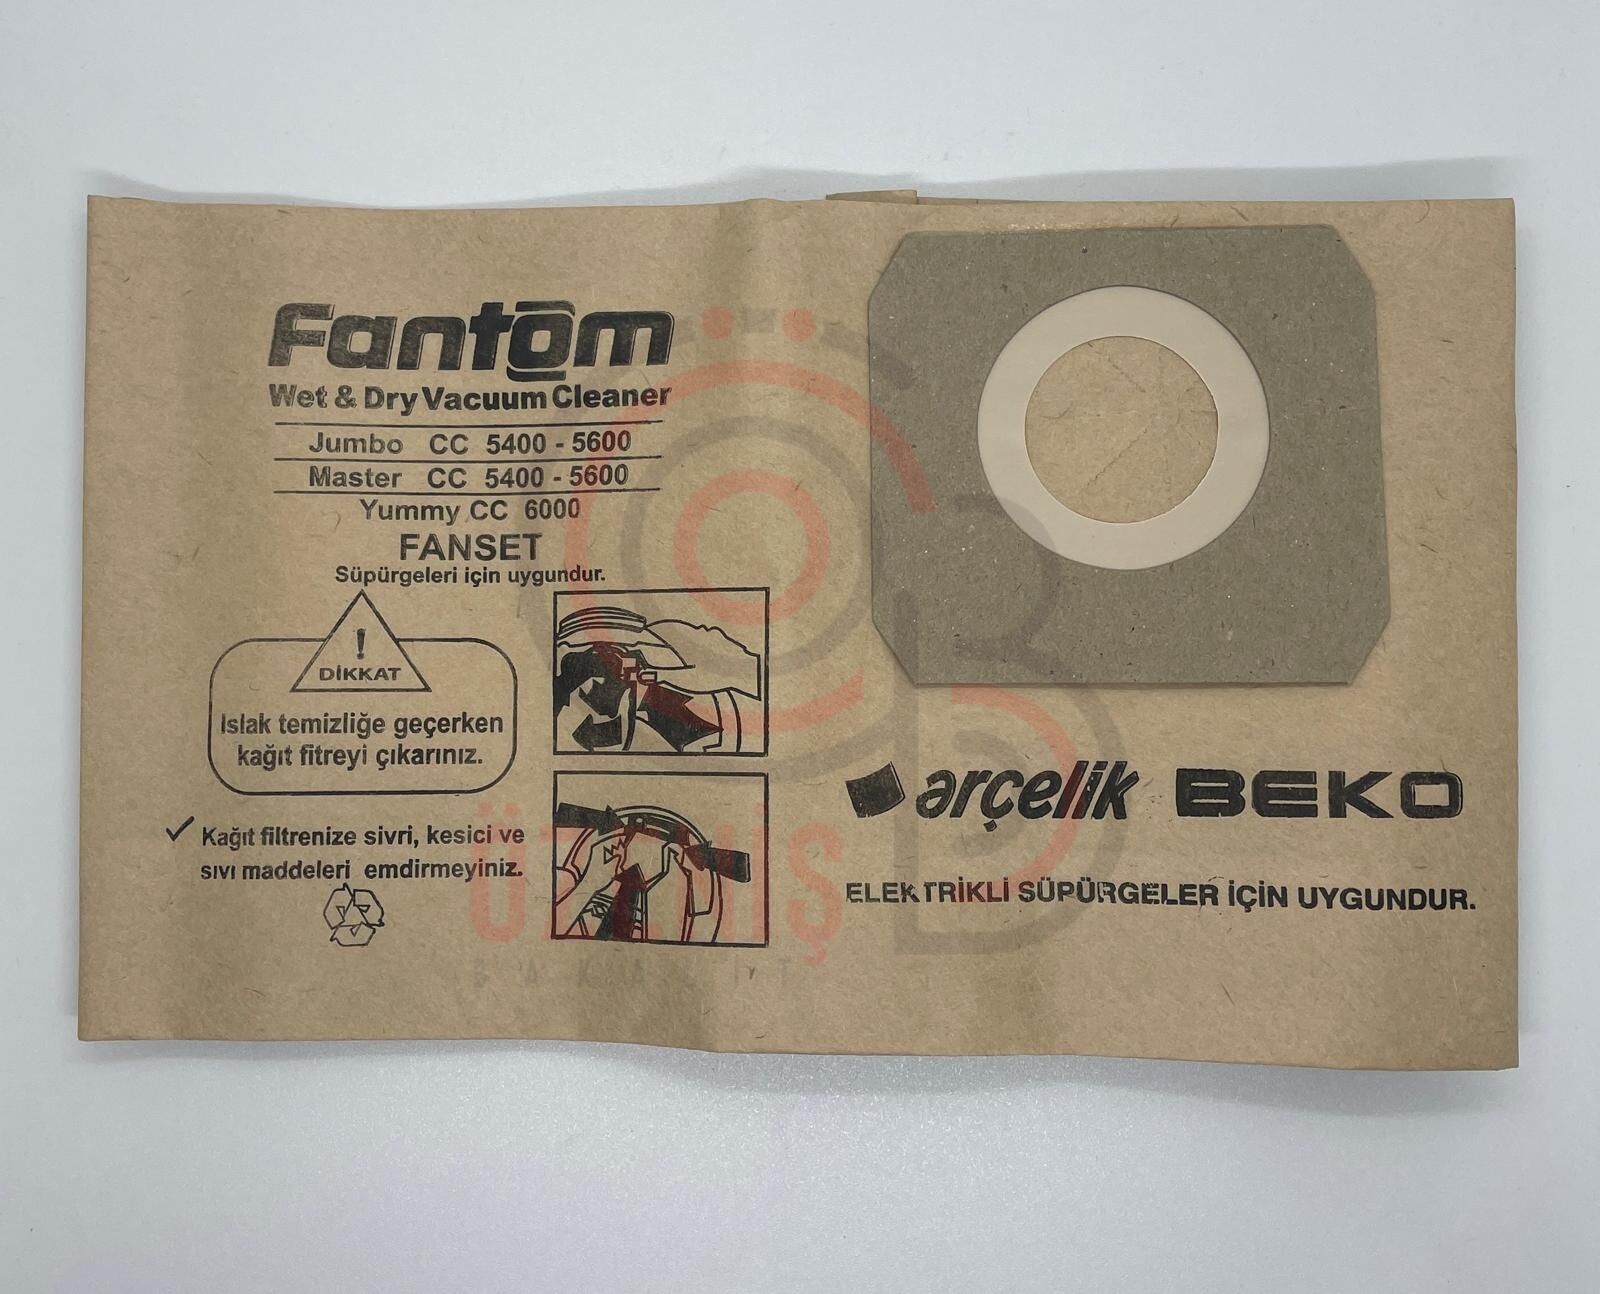 Fantom
Wet & Dry Vacuum Cleaner
Jumbo CC 5400 - 5600
Master CC 5400 - 5600
Yummy CC 6000
FANSET
Süpürgeleri için uygundur.
!
DİKKAT
Islak temizliğe geçerken
kağıt fitreyi çıkarınız.
✓ Kağıt filtrenize sivri, kesici ve
sıvı maddeleri emdirmeyiniz.
arçelik BEKO
ELEKTRİKLİ SÜPÜRGELER İÇİN UYGUNDUR.